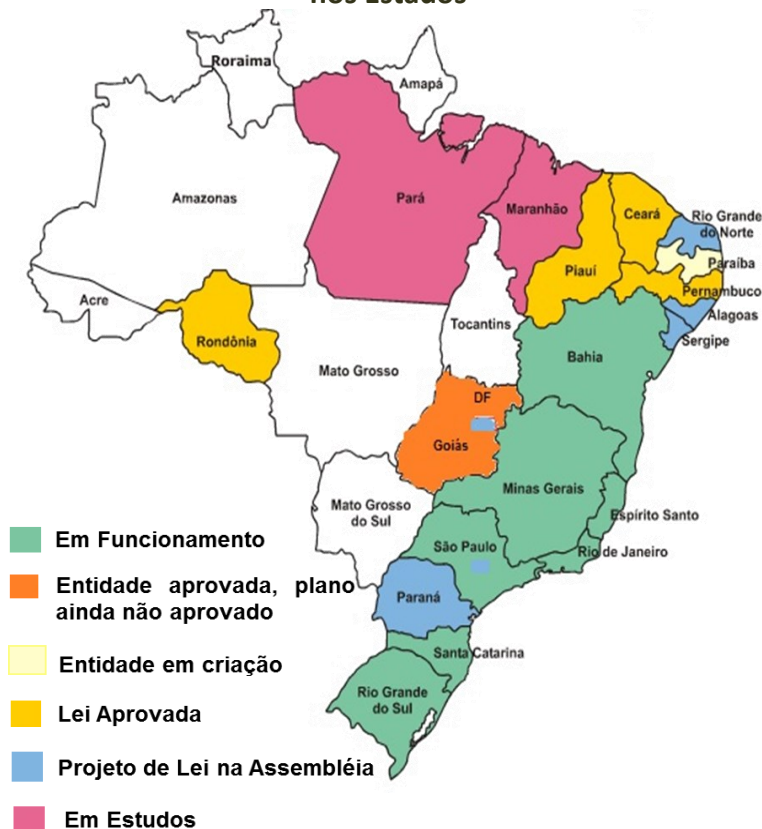 nos Estados
Roraima
Amapá
Amazonas
Pará
Maranhão
Ceará
Rio Grande
do Norte
Paraíba
Piauí
Pernambuco
Alagoas
Sergipe
Acre
Rondônia
Tocantins
Bahia
Mato Grosso
DF
Goiás
Minas Gerais
Mato Grosso
do Sul
Espírito Santo
São Paulo
Rio de Janeiro
Paraná
Santa Catarina
Rio Grande
do Sul
Em Funcionamento
Entidade aprovada, plano
ainda não aprovado
Entidade em criação
Lei Aprovada
Projeto de Lei na Assembléia
Em Estudos